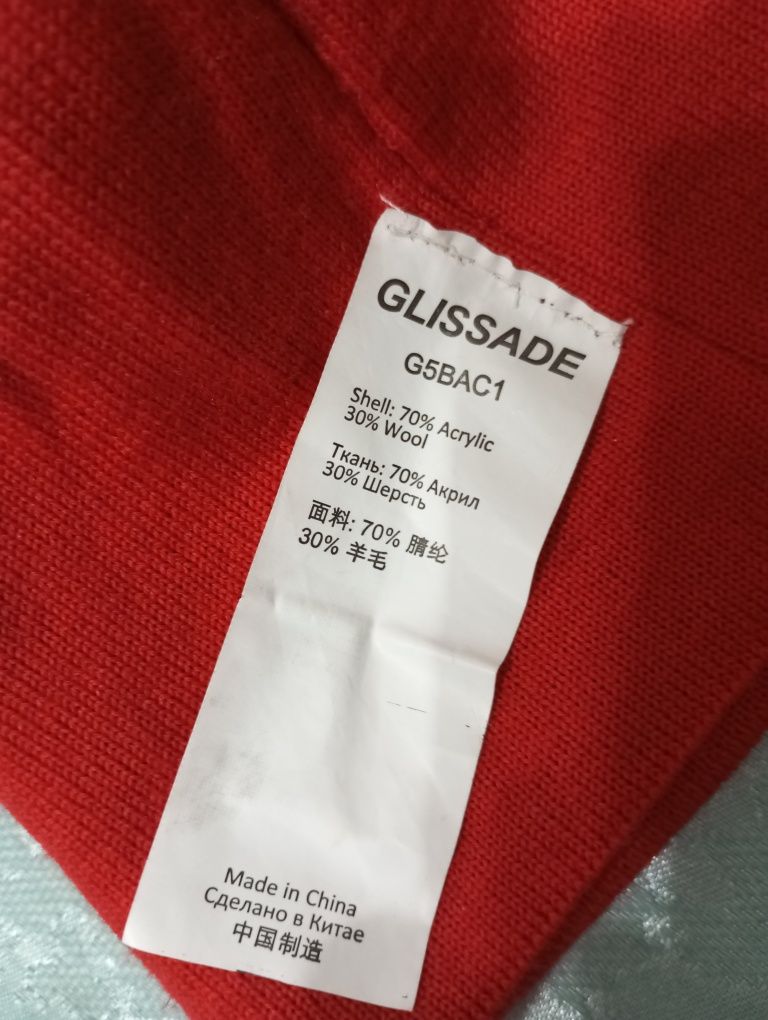 GLISSADE
G5BAC1
Shell: 70% Acrylic
30% Wool
Ткань: 70% Акрил
30% Шерсть
面料: 70% 腈纶
30% 羊毛
Made in China
Сделано в Китае
中国制造